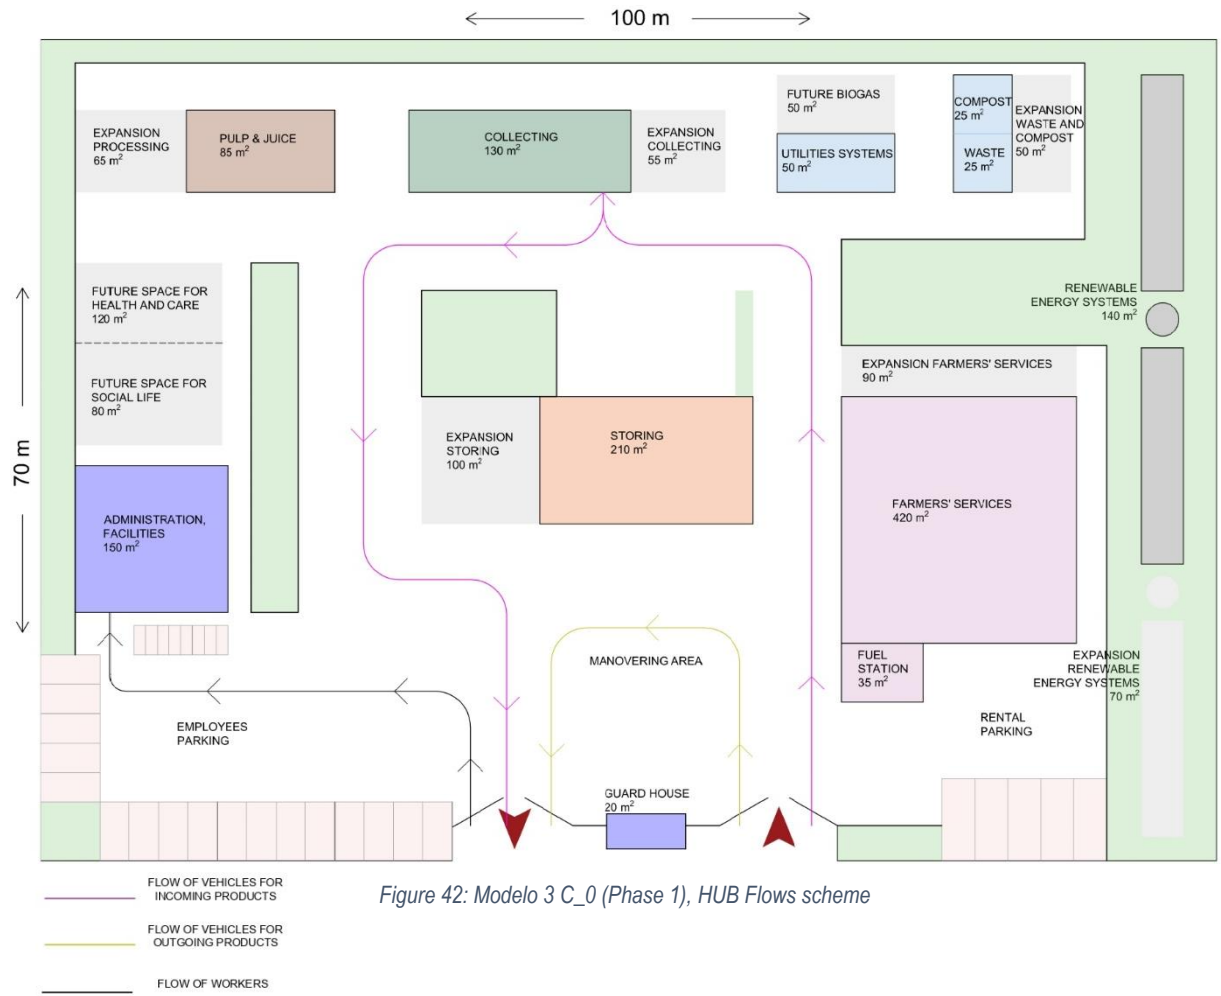 100 m
70 m
EXPANSION
PROCESSING
65 m²
PULP & JUICE
85 m²
COLLECTING
130 m²
EXPANSION
COLLECTING
55 m²
FUTURE BIOGAS
50 m²
UTILITIES SYSTEMS
50 m²
COMPOST
25 m²
WASTE
25 m²
EXPANSION
WASTE AND
COMPOST
50 m²
FUTURE SPACE FOR
HEALTH AND CARE
120 m²
FUTURE SPACE FOR
SOCIAL LIFE
80 m²
RENEWABLE
ENERGY SYSTEMS
140 m²
EXPANSION FARMERS' SERVICES
90 m²
EXPANSION
STORING
100 m²
STORING
210 m²
FARMERS' SERVICES
420 m²
ADMINISTRATION,
FACILITIES
150 m²
MANOVERING AREA
FUEL
STATION
35 m²
EXPANSION
RENEWABLE
ENERGY SYSTEMS
70 m²
EMPLOYEES
PARKING
RENTAL
PARKING
GUARD HOUSE
20 m²
FLOW OF VEHICLES FOR
INCOMING PRODUCTS
FLOW OF VEHICLES FOR
OUTGOING PRODUCTS
FLOW OF WORKERS
Figure 42: Modelo 3 C_0 (Phase 1), HUB Flows scheme